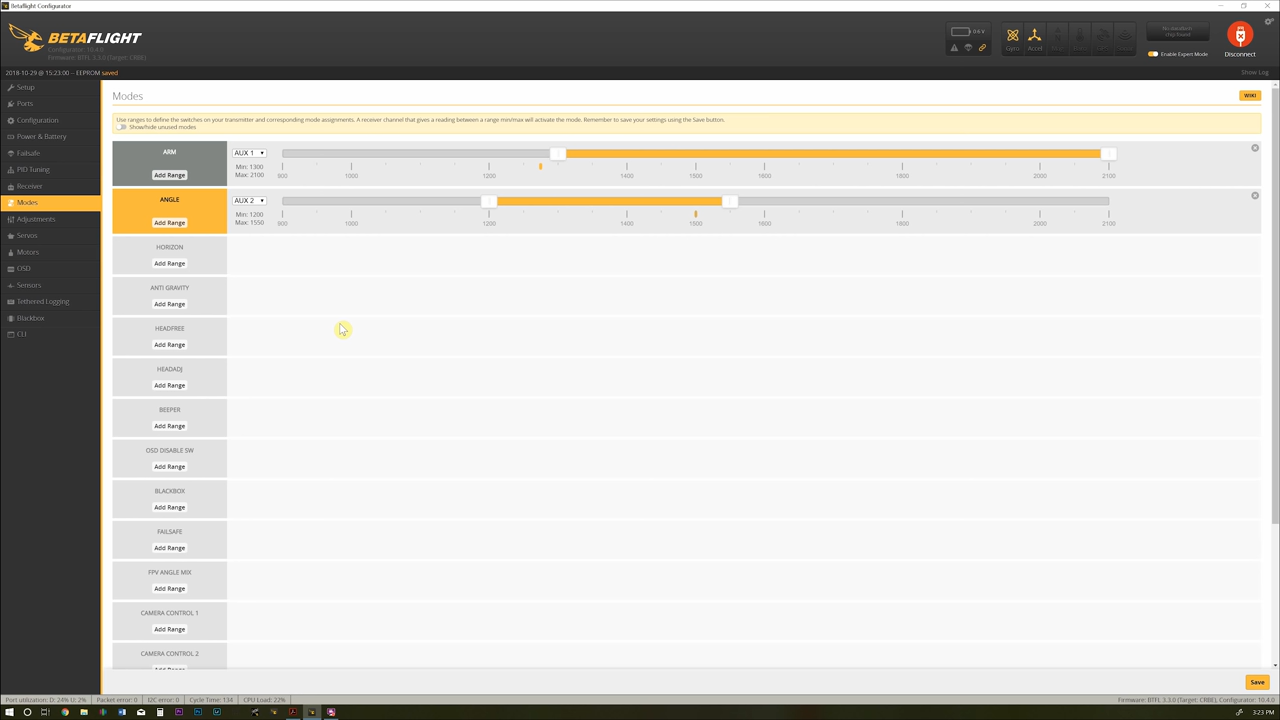 Betaflight Configurator
BETAFLIGHT
Configurator: 10.4.0
Firmware: BTFL 3.3.0 (Target: CRBE)
0.6 V
Gyro
Accel
Enable Expert Mode
Disconnect
2018-10-29 @ 15:23:00 -- EEPROM saved
Show Log
Setup
Ports
Configuration
Power & Battery
Failsafe
PID Tuning
Receiver
Modes
Adjustments
Servos
Motors
OSD
Sensors
Tethered Logging
Blackbox
CLI
Modes
WIKI
Use ranges to define the switches on your transmitter and corresponding mode assignments. A receiver channel that gives a reading between a range min/max will activate the mode. Remember to save your settings using the Save button.
Show/hide unused modes
ARM
Add Range
AUX 1
Min: 1300
Max: 2100
900 1000 1200 1400 1500 1600 1800 2000 2100
ANGLE
Add Range
AUX 2
Min: 1200
Max: 1550
900 1000 1200 1400 1500 1600 1800 2000 2100
HORIZON
Add Range
ANTI GRAVITY
Add Range
HEADFREE
Add Range
HEADADJ
Add Range
BEEPER
Add Range
OSD DISABLE SW
Add Range
BLACKBOX
Add Range
FAILSAFE
Add Range
FPV ANGLE MIX
Add Range
CAMERA CONTROL 1
Add Range
CAMERA CONTROL 2
Add Range
Save
Port utilization: D: 24% U: 2% Packet error: 0 I2C error: 0 Cycle Time: 134 CPU Load: 22%
Firmware: BTFL 3.3.0 (Target: CRBE), Configurator: 10.4.0
3:23 PM